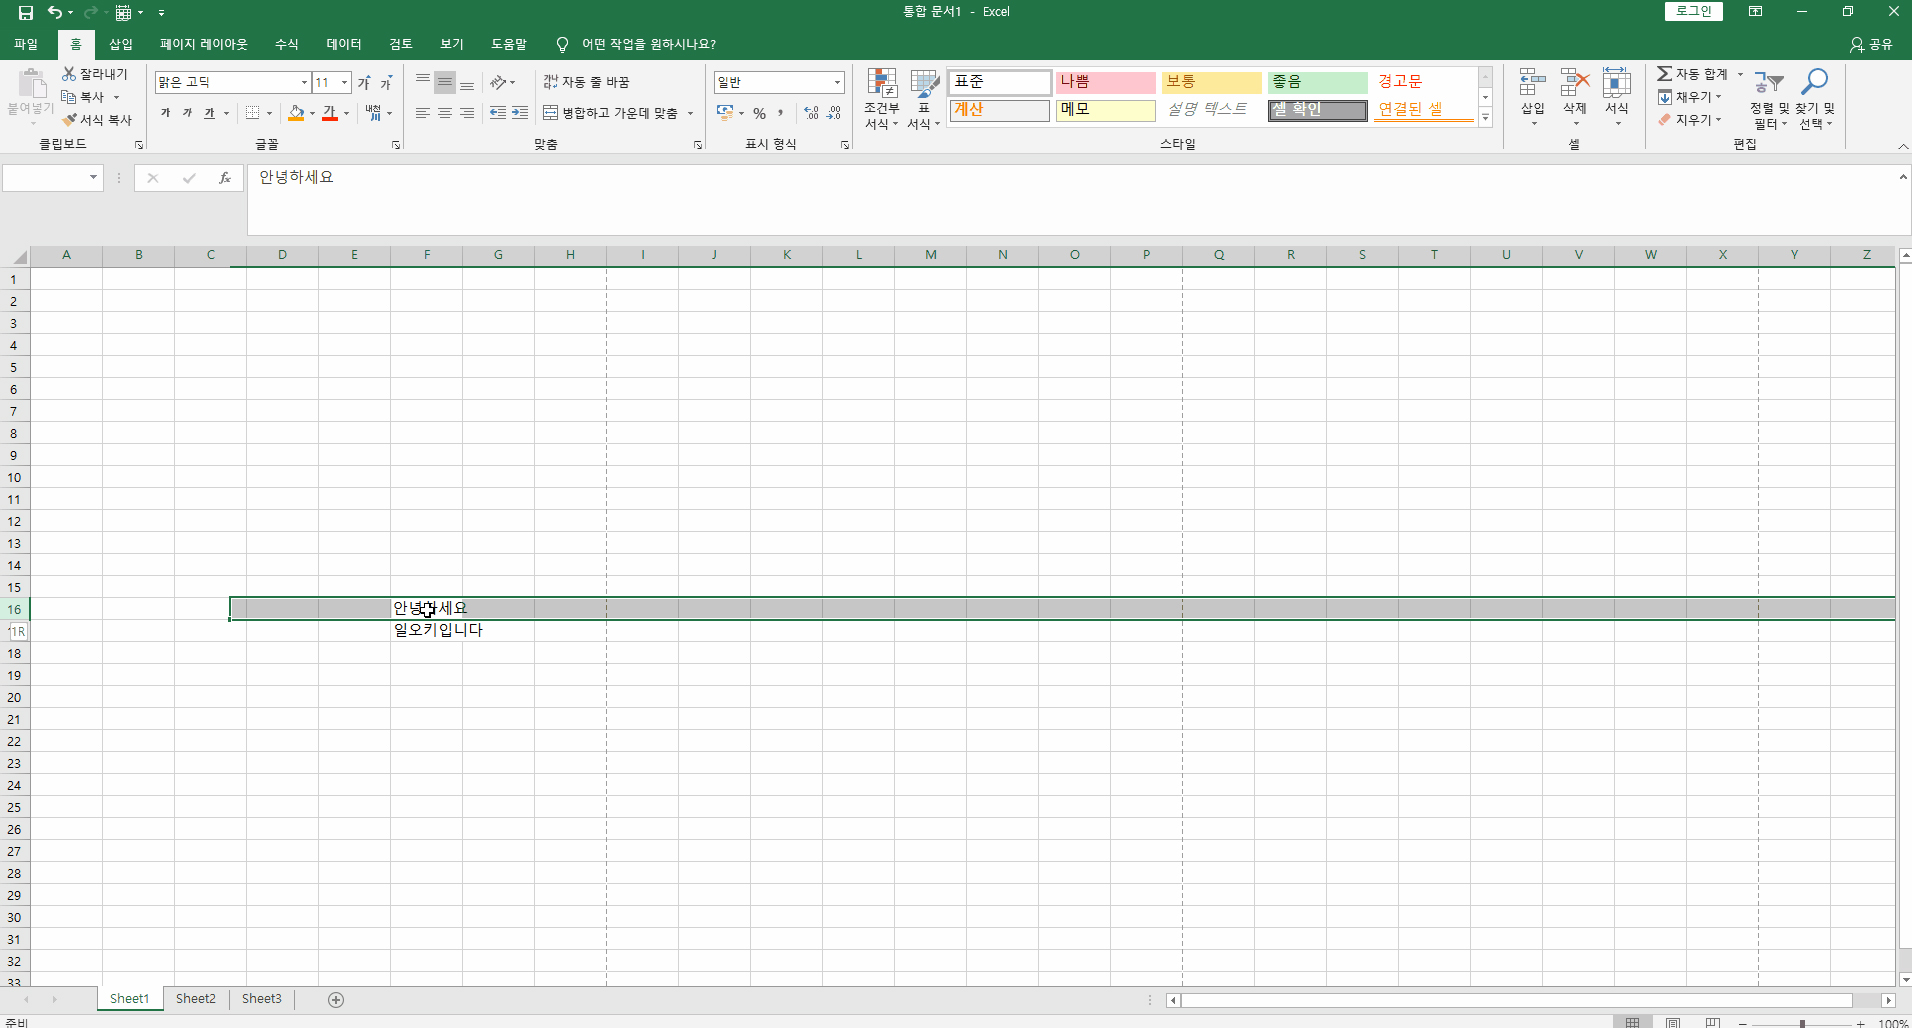 통합 문서1 - Excel
로그인
파일 홈 삽입 페이지 레이아웃 수식 데이터 검토 보기 도움말 어떤 작업을 원하시나요? 공유
붙여넣기
잘라내기
복사
서식 복사
클립보드
맑은 고딕 11 가 가
가 가 가 가 내천
글꼴
자동 줄 바꿈
병합하고 가운데 맞춤
맞춤
일반
% , .0 .00
표시 형식
조건부 서식
표 서식
표준 나쁨 보통 좋음 경고문
계산 메모 설명 텍스트 셀 확인 연결된 셀
스타일
삽입 삭제 서식
셀
자동 합계
채우기
지우기
정렬 및 필터
찾기 및 선택
편집
fx 안녕하세요
A B C D E F G H I J K L M N O P Q R S T U V W X Y Z
1
2
3
4
5
6
7
8
9
10
11
12
13
14
15
16 안녕하세요
1R 일오키입니다
18
19
20
21
22
23
24
25
26
27
28
29
30
31
32
33
Sheet1 Sheet2 Sheet3
준비 100%